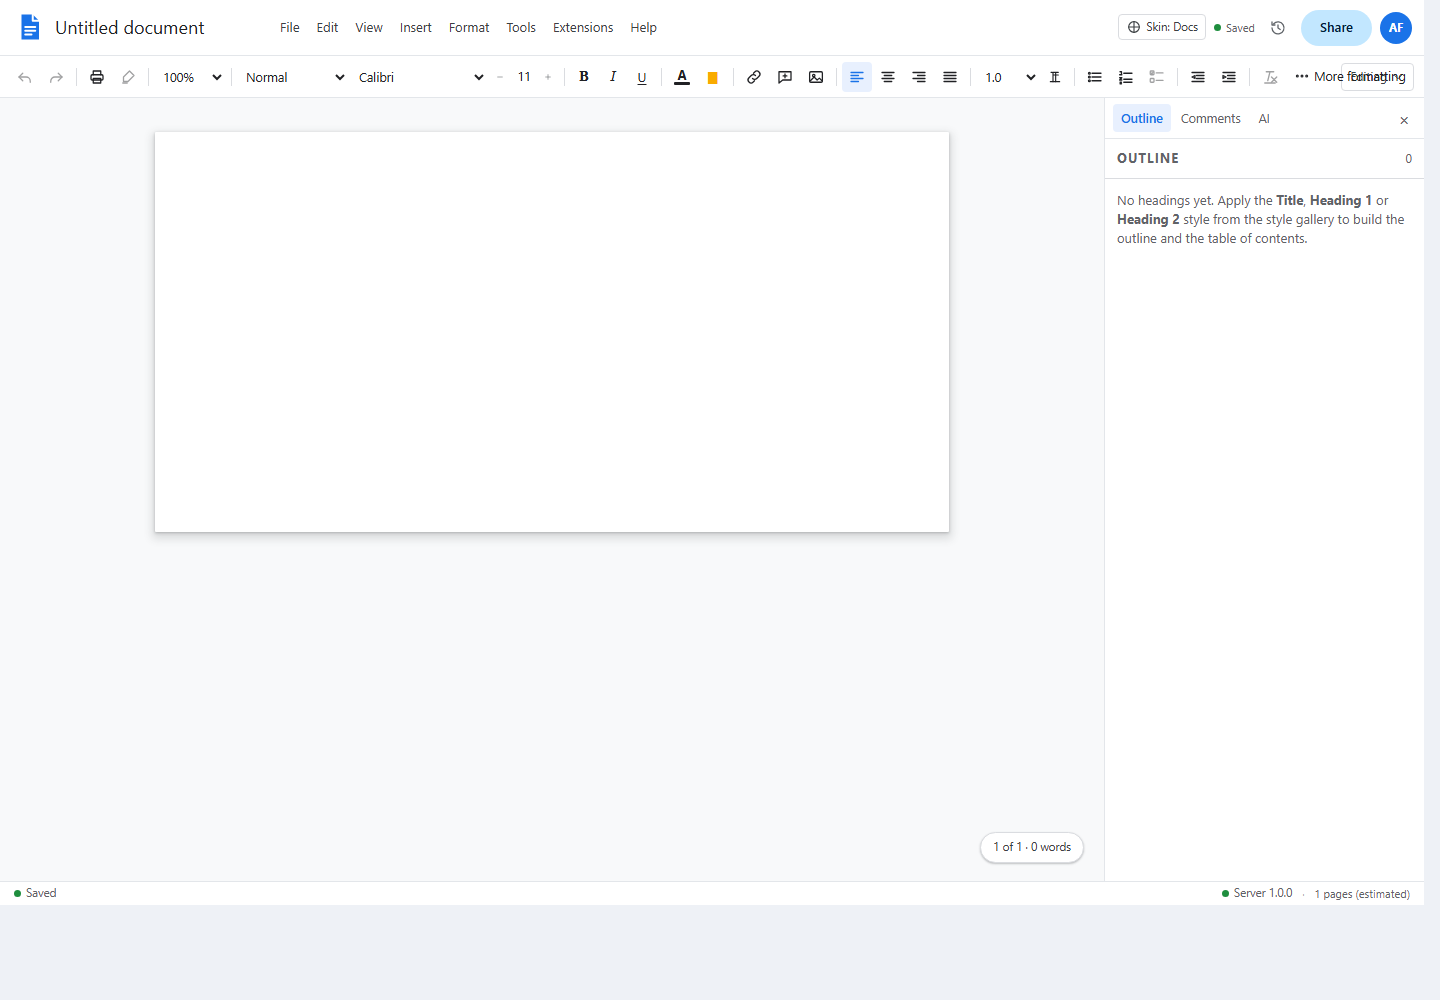 Untitled document
File Edit View Insert Format Tools Extensions Help
Skin: Docs
Saved
Share
AF
100% Normal Calibri − 11 + B I U A 1.0 More formatting
Outline Comments AI ×
OUTLINE 0
No headings yet. Apply the Title, Heading 1 or
Heading 2 style from the style gallery to build the
outline and the table of contents.
1 of 1 · 0 words
Saved
Server 1.0.0 · 1 pages (estimated)